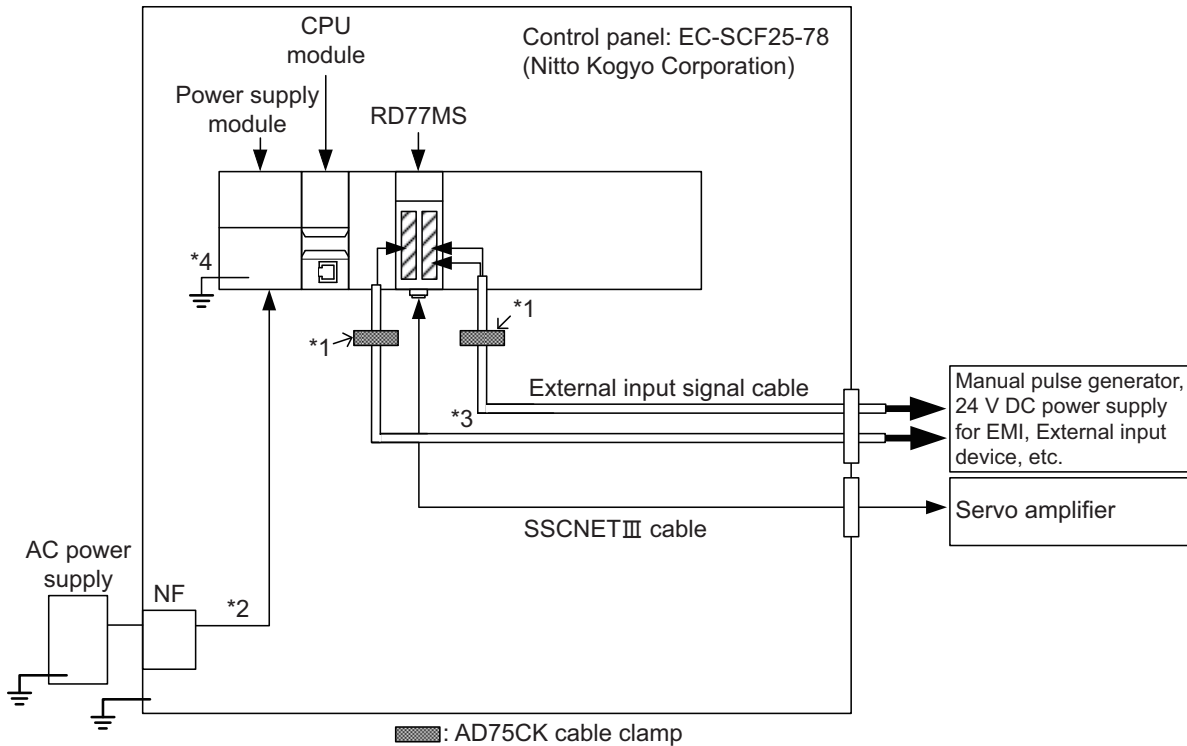 CPU
module
Control panel: EC-SCF25-78
(Nitto Kogyo Corporation)
Power supply
module
RD77MS
*4
*1
*1
External input signal cable
*3
Manual pulse generator,
24 V DC power supply
for EMI, External input
device, etc.
SSCNETⅢ cable
Servo amplifier
AC power
supply
NF
*2
: AD75CK cable clamp